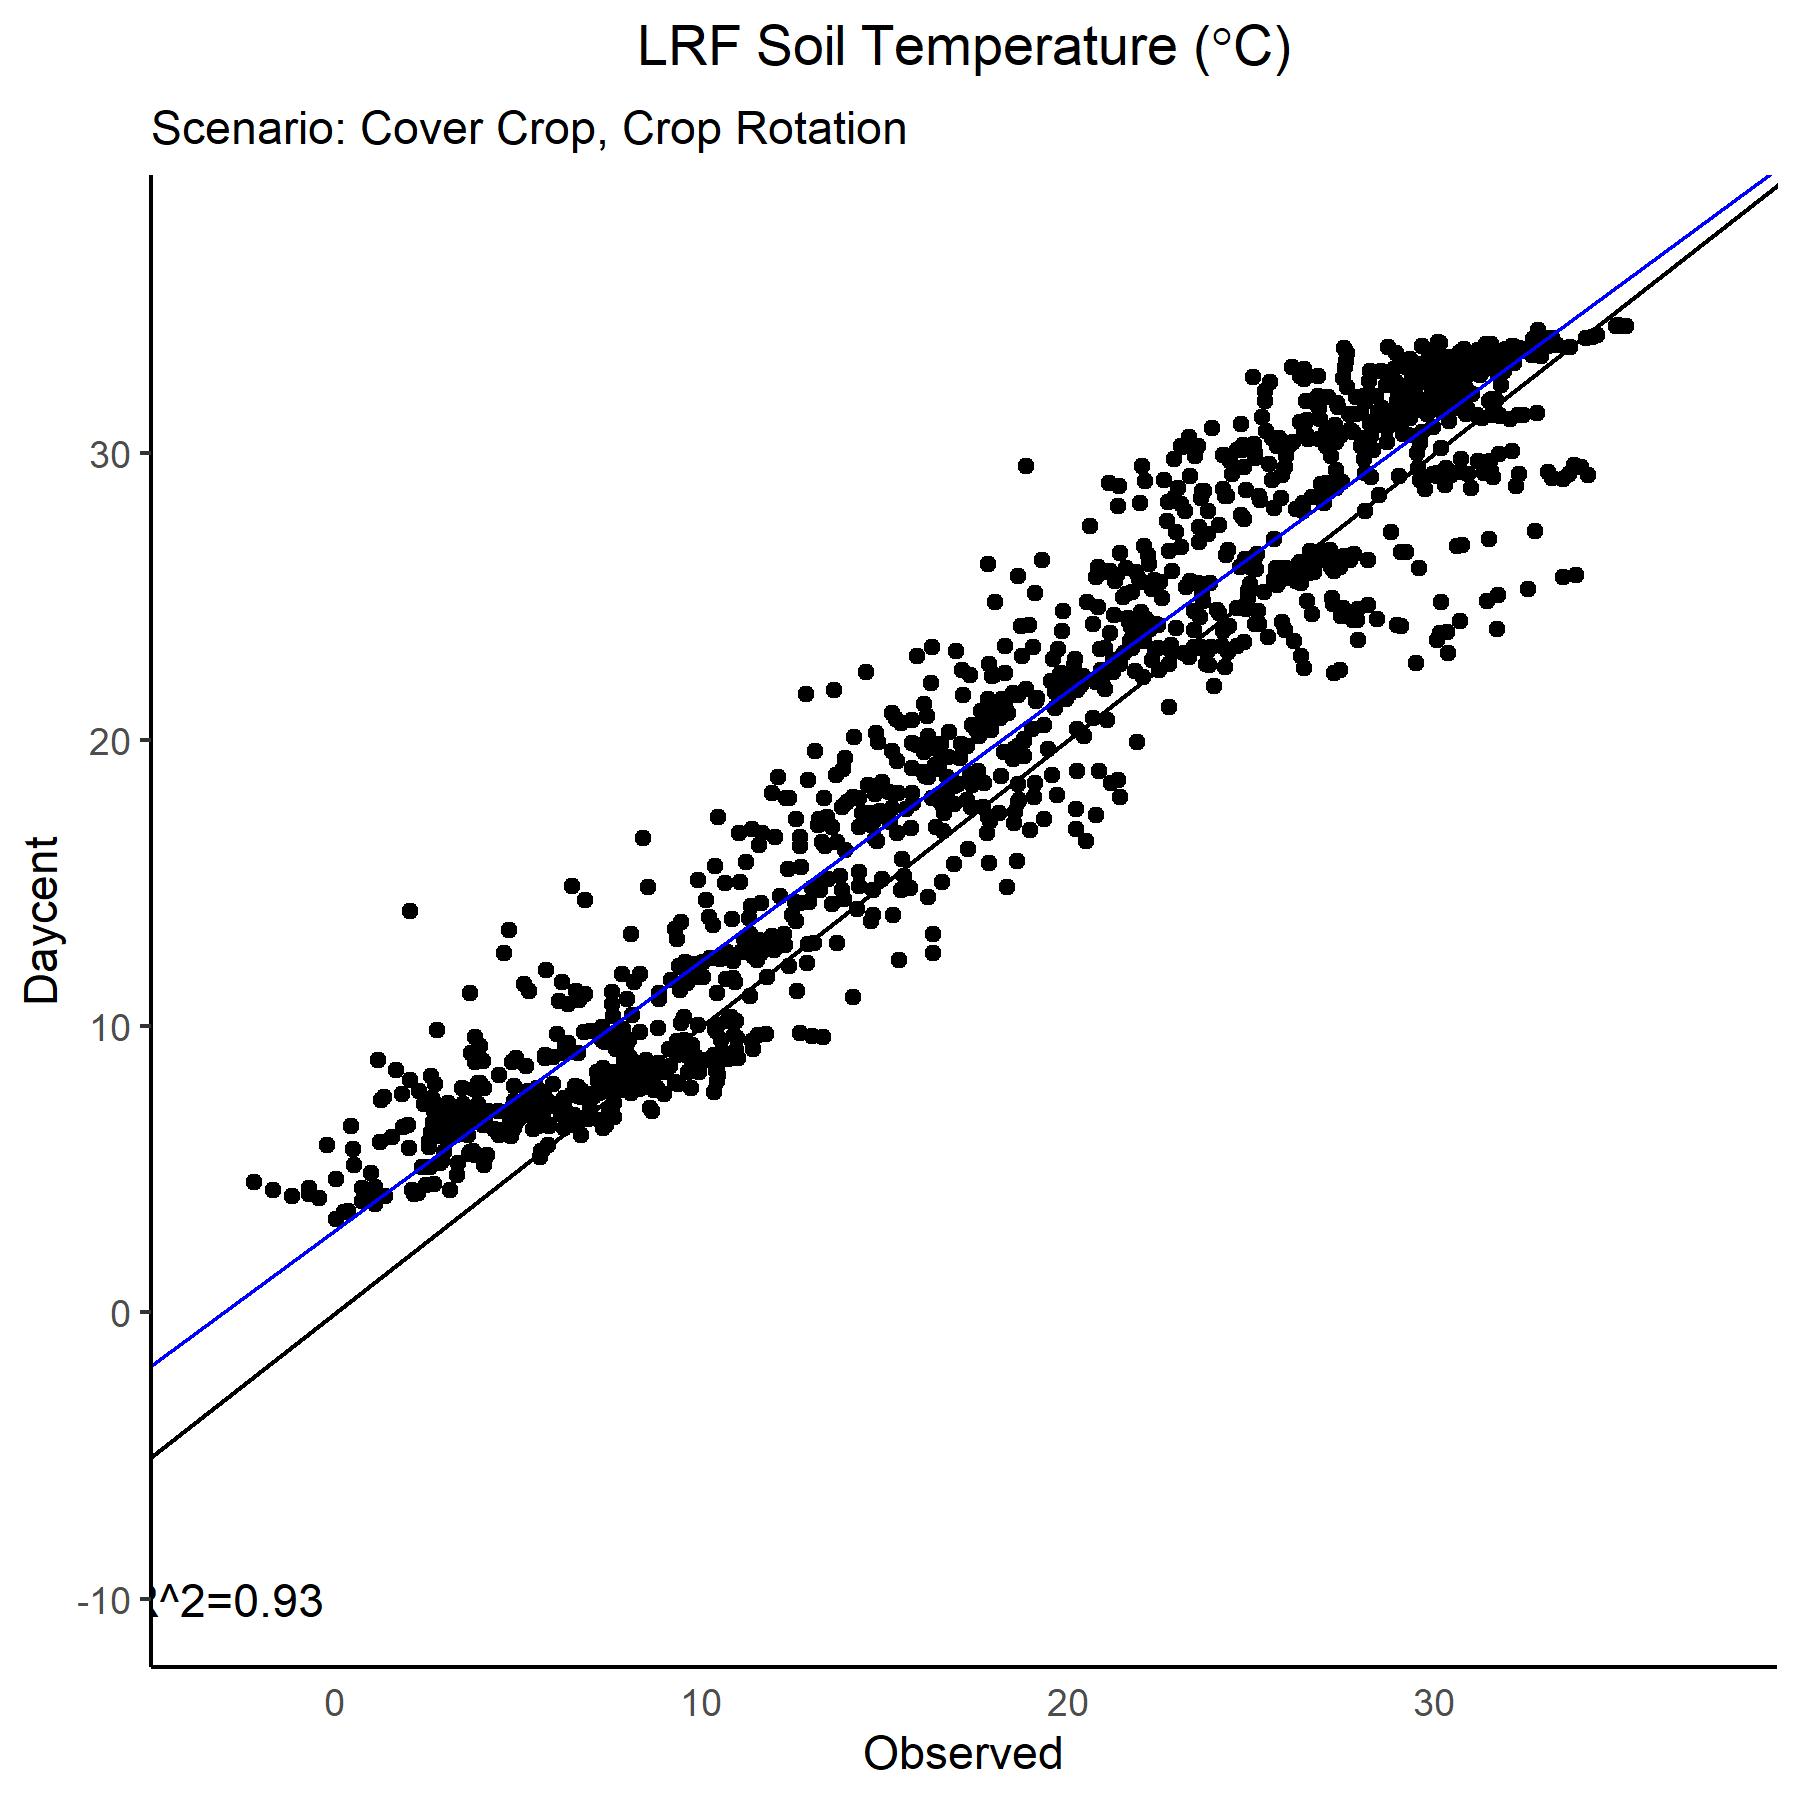 LRF Soil Temperature (°C)
Scenario: Cover Crop, Crop Rotation
Daycent
30
20
10
0
-10
^2=0.93
0 10 20 30
Observed